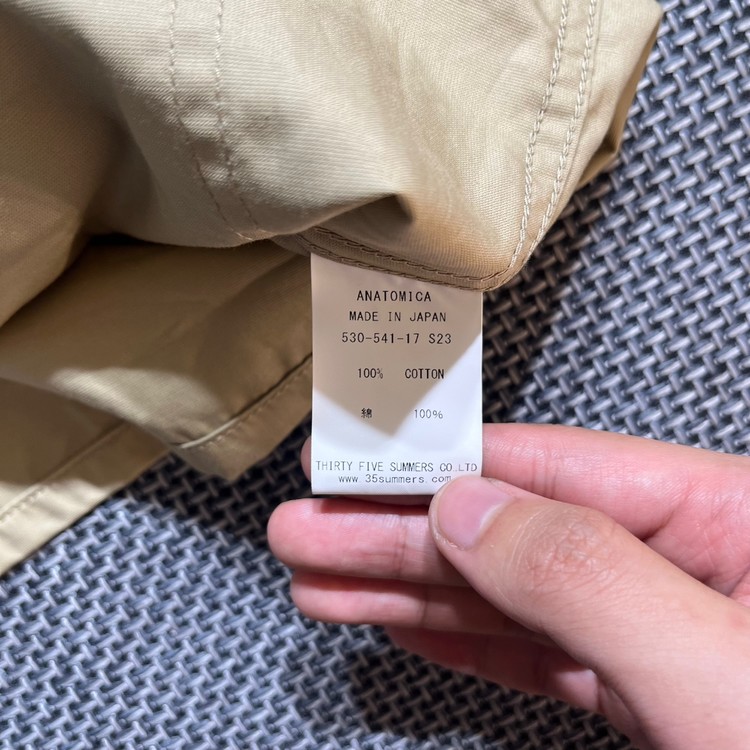 ANATOMICA
MADE IN JAPAN
530-541-17 S23
100% COTTON
綿 100%
THIRTY FIVE SUMMERS CO.LTD
www.35summers.com